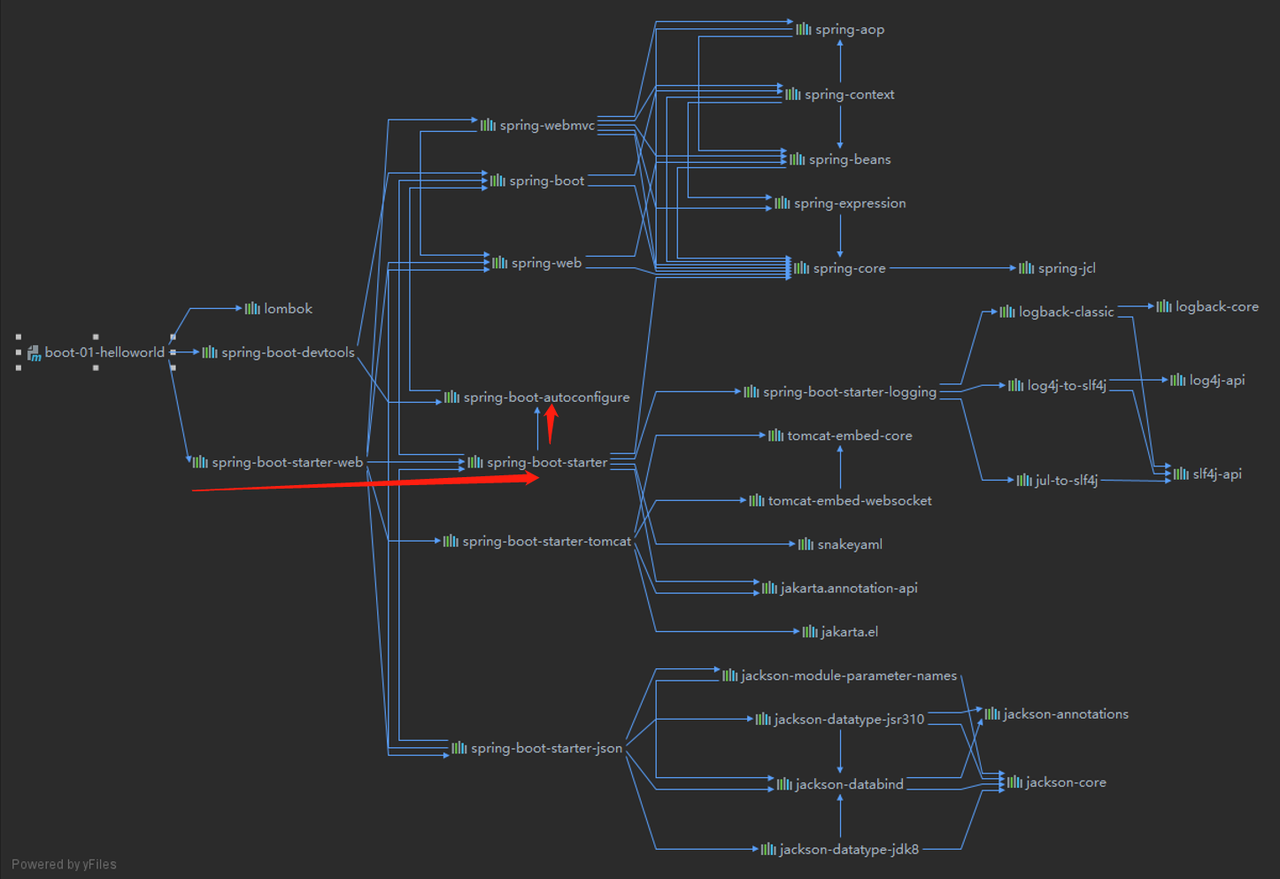 spring-aop
spring-context
spring-webmvc
spring-beans
spring-boot
spring-expression
spring-web
spring-core
spring-jcl
lombok
logback-classic
logback-core
boot-01-helloworld
spring-boot-devtools
log4j-to-slf4j
log4j-api
spring-boot-autoconfigure
spring-boot-starter-logging
tomcat-embed-core
spring-boot-starter-web
spring-boot-starter
jul-to-slf4j
slf4j-api
tomcat-embed-websocket
spring-boot-starter-tomcat
snakeyaml
jakarta.annotation-api
jakarta.el
jackson-module-parameter-names
jackson-datatype-jsr310
jackson-annotations
spring-boot-starter-json
jackson-databind
jackson-core
jackson-datatype-jdk8
Powered by yFiles